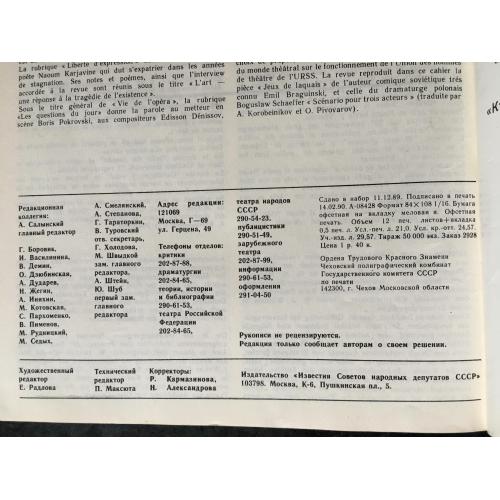 La rubrique «Liberté d'expression»
poète Naoum Karjavine qui dut s'expatrier dans les années
de stagnation. Ses notes et poèmes, ainsi que l'interview
accordée à la revue sont réunis sous le titre «L'art —
une réponse à la tragédie de l'existence».
Sous le titre général de «Vie de l'opéra», la rubrique
«Les questions du jour» donne la parole au metteur en
scène Boris Pokrovski, aux compositeurs Edisson Dénissov,
du monde théâtral sur le fonctionnement de l'Union des hommes
de théâtre de l'URSS. La revue reproduit dans ce cahier la
pièce «Jeux de laquais» de l'auteur comique soviétique très
connu Emil Braguinski, et celle du dramaturge polonais
Boguslaw Schaeffer «Scénario pour trois acteurs» (traduite par
A. Korobeinikov et O. Pivovarov).
Редакционная
коллегия:
А. Салынский
главный редактор
Г. Боровик,
И. Василинина,
В. Демин,
О. Дзюбинская,
А. Дударев,
Н. Жегин,
А. Инихин,
М. Котовская,
С. Пархоменко,
В. Пименов,
М. Рудницкий,
М. Седых,
А. Смелянский,
А. Степанова,
Г. Тараторкин,
В. Туровский
отв. секретарь,
Г. Холодова,
М. Швыдкой
зам. главного
редактора,
А. Штейн,
Ю. Шуб
первый зам.
главного
редактора
Адрес редакции:
121069
Москва, Г—69
ул. Герцена, 49
Телефоны отделов:
критики
202-87-88,
драматургии
202-84-65,
теории, истории
и библиографии
290-61-53,
театра Российской
Федерации
202-84-65,
театра народов
СССР
290-54-23.
публицистики
290-51-49,
зарубежного
театра
202-87-99,
информации
290-61-53,
оформления
291-04-50
Сдано в набор 11.12.89. Подписано в печать
14.02.90. А-08428 Формат 84×108 1/16. Бумага
офсетная на вкладку меловая и. Офсетная
печать. Объем 12 печ. листов+вкладка
0,5 печ. л. Усл.-печ. л. 21,0. Усл. кр.-отт. 24,57.
Уч.-изд. л. 29,57. Тираж 50 000 экз. Заказ 2928
Цена 1 р. 40 к.
Ордена Трудового Красного Знамени
Чеховский полиграфический комбинат
Государственного комитета СССР
по печати
142300, г. Чехов Московской области
Рукописи не рецензируются.
Редакция только сообщает авторам о своем решении.
Художественный
редактор
Е. Радлова
Технический
редактор
П. Максюта
Корректоры:
Р. Кармазинова,
Н. Александрова
Издательство «Известия Советов народных депутатов СССР»
103798. Москва, К-6, Пушкинская пл., 5.